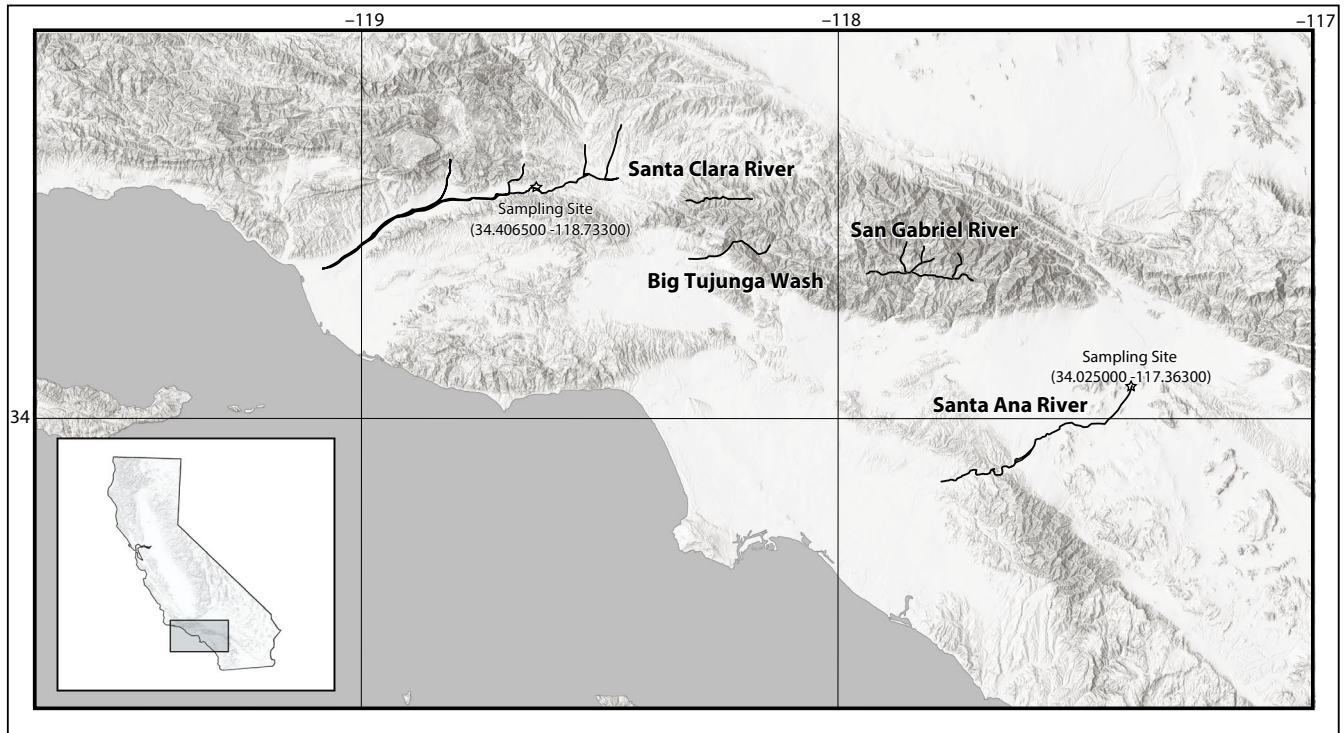 −119
−118
−117
Santa Clara River
Sampling Site
(34.406500 -118.73300)
San Gabriel River
Big Tujunga Wash
Sampling Site
(34.025000 -117.36300)
Santa Ana River
34